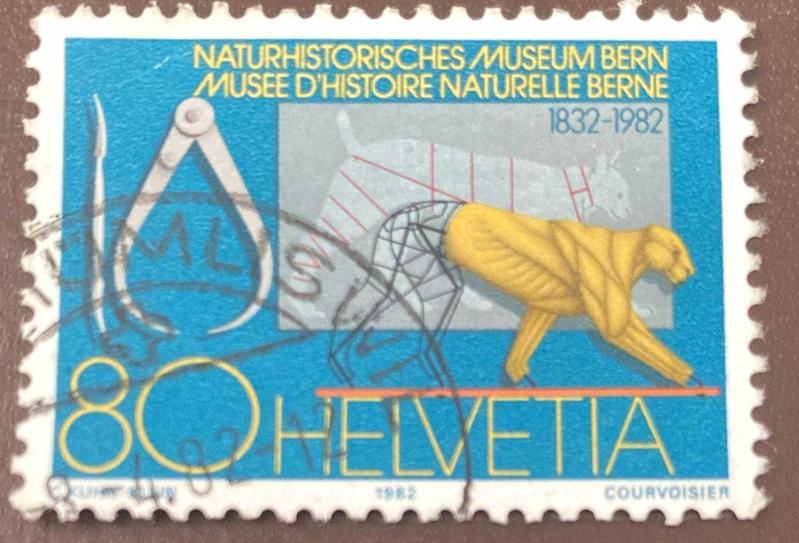 NATURHISTORISCHES MUSEUM BERN
MUSEE D'HISTOIRE NATURELLE BERNE
1832-1982
80 HELVETIA
1982 COURVOISIER